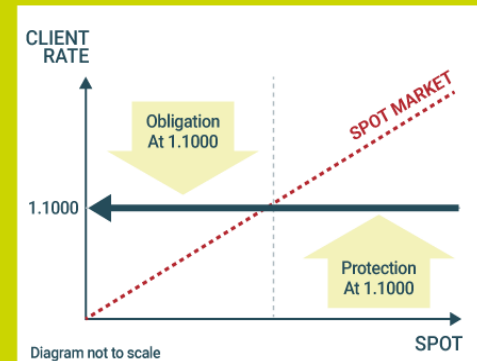 CLIENT
RATE
Obligation
At 1.1000
SPOT MARKET
1.1000
Protection
At 1.1000
SPOT
Diagram not to scale